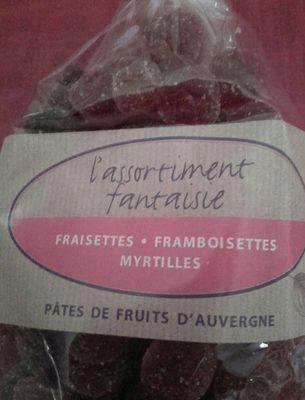 l'assortiment
fantaisie
FRAISETTES • FRAMBOISETTES
MYRTILLES
PÂTES DE FRUITS D'AUVERGNE